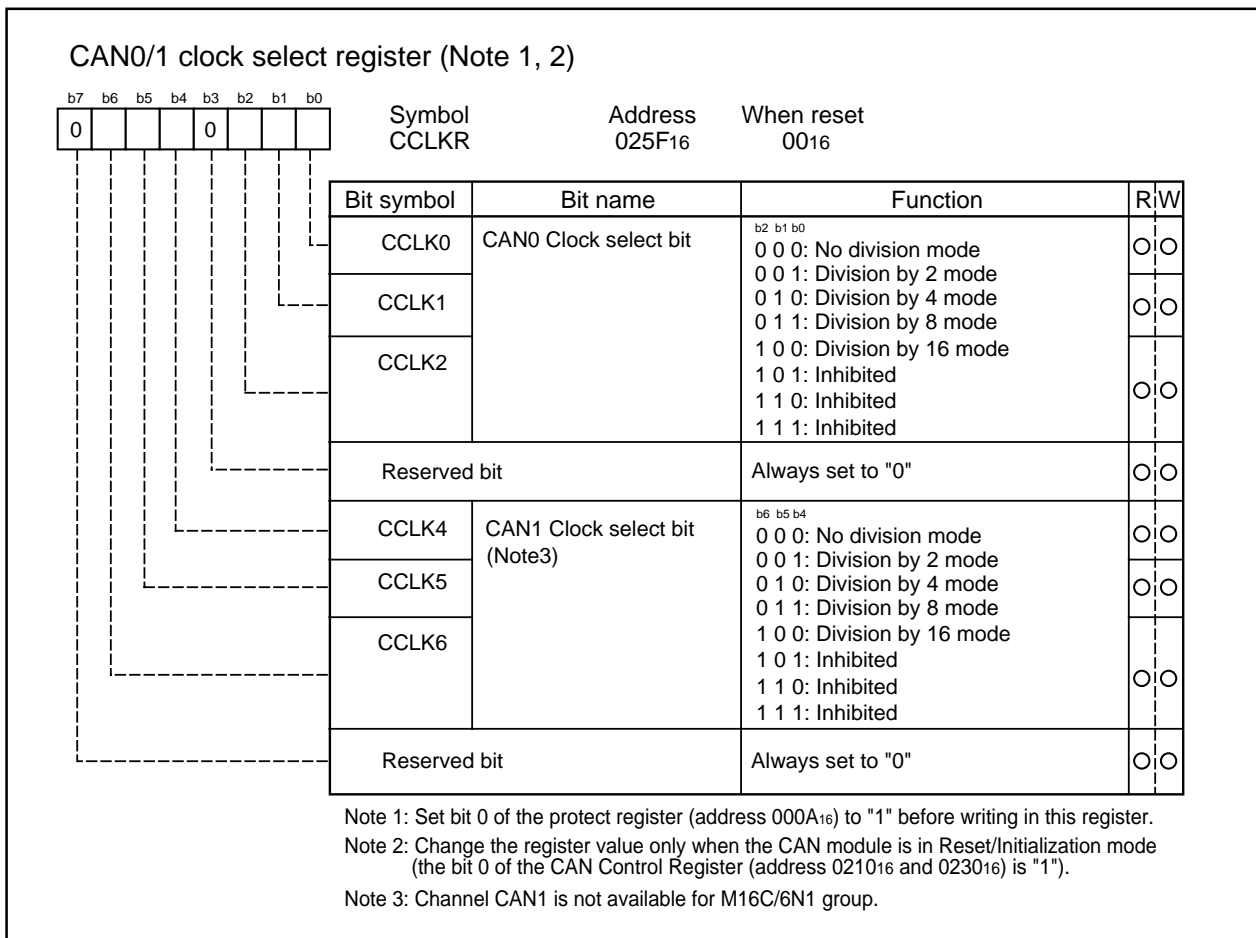 CAN0/1 clock select register (Note 1, 2)
b7 b6 b5 b4 b3 b2 b1 b0
0 0
Symbol Address When reset
CCLKR 025F16 0016
Bit symbol Bit name Function R W
CCLK0 CAN0 Clock select bit
b2 b1 b0
0 0 0: No division mode
0 0 1: Division by 2 mode
CCLK1 0 1 0: Division by 4 mode
0 1 1: Division by 8 mode
CCLK2 1 0 0: Division by 16 mode
1 0 1: Inhibited
1 1 0: Inhibited
1 1 1: Inhibited
Reserved bit Always set to "0"
CCLK4 CAN1 Clock select bit
(Note3)
b6 b5 b4
0 0 0: No division mode
0 0 1: Division by 2 mode
CCLK5 0 1 0: Division by 4 mode
0 1 1: Division by 8 mode
CCLK6 1 0 0: Division by 16 mode
1 0 1: Inhibited
1 1 0: Inhibited
1 1 1: Inhibited
Reserved bit Always set to "0"
Note 1: Set bit 0 of the protect register (address 000A16) to "1" before writing in this register.
Note 2: Change the register value only when the CAN module is in Reset/Initialization mode
(the bit 0 of the CAN Control Register (address 021016 and 023016) is "1").
Note 3: Channel CAN1 is not available for M16C/6N1 group.